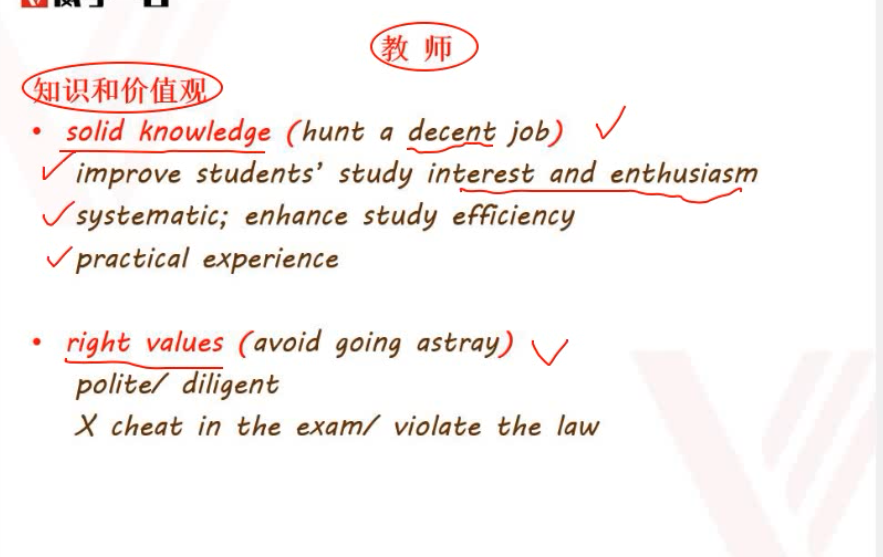 教 师
知识和价值观
• solid knowledge (hunt a decent job)
improve students' study interest and enthusiasm
systematic; enhance study efficiency
practical experience
• right values (avoid going astray)
polite/ diligent
X cheat in the exam/ violate the law